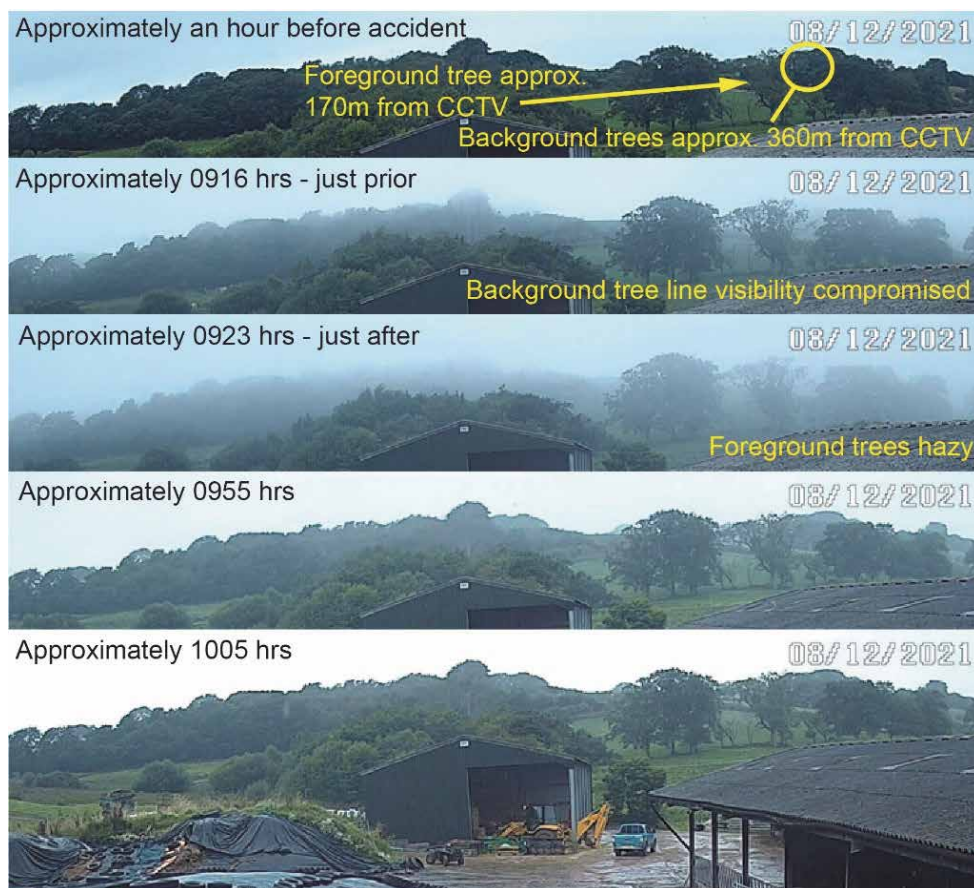 Approximately an hour before accident
08/12/2021
Foreground tree approx.
170m from CCTV
Background trees approx. 360m from CCTV
Approximately 0916 hrs - just prior
08/12/2021
Background tree line visibility compromised
Approximately 0923 hrs - just after
08/12/2021
Foreground trees hazy
Approximately 0955 hrs
08/12/2021
Approximately 1005 hrs
08/12/2021